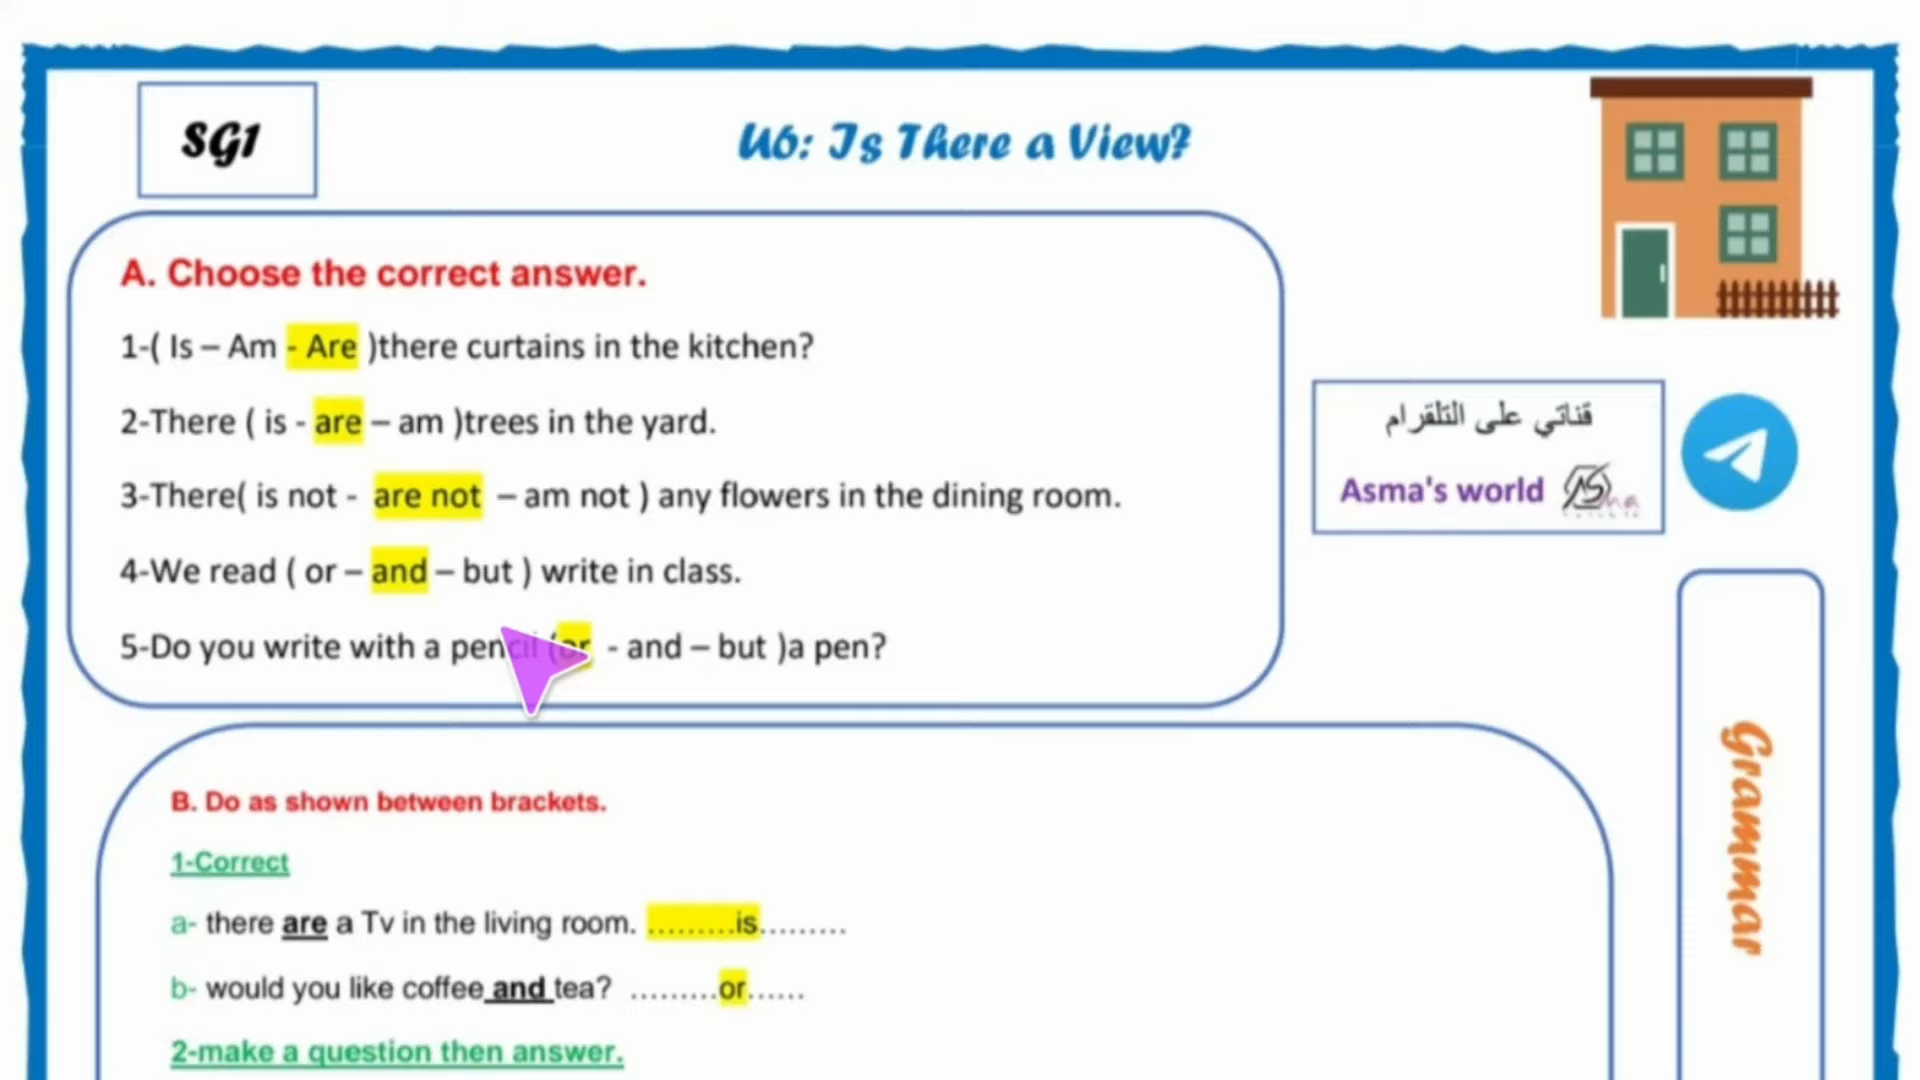 SG1
U6: Is There a View?
A. Choose the correct answer.
1-( Is – Am - Are )there curtains in the kitchen?
2-There ( is - are – am )trees in the yard.
3-There( is not - are not – am not ) any flowers in the dining room.
4-We read ( or – and – but ) write in class.
5-Do you write with a pencil (or - and – but )a pen?
قناتي على التلقرام
Asma's world
Grammar
B. Do as shown between brackets.
1-Correct
a- there are a Tv in the living room. .........is.........
b- would you like coffee and tea? .........or......
2-make a question then answer.